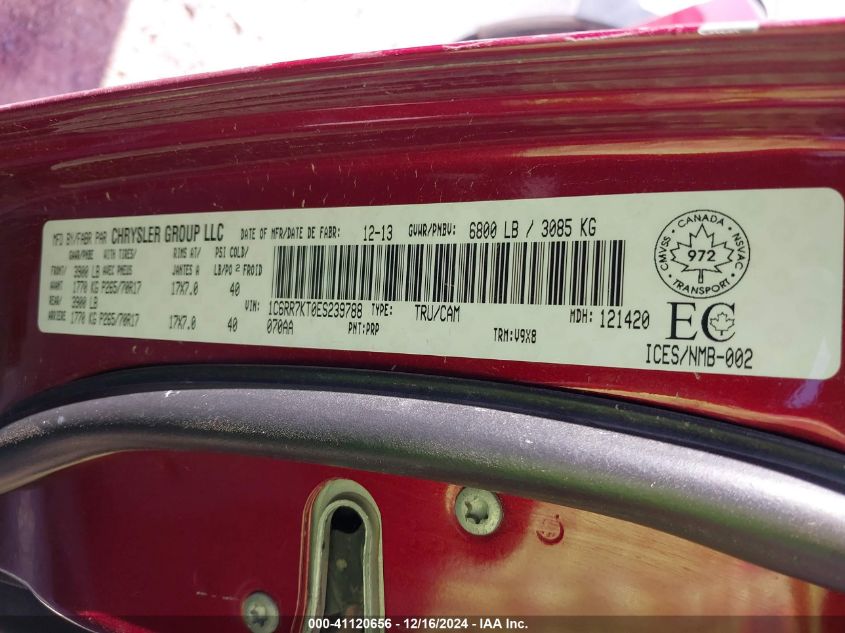 MFD BY/FABR PAR CHRYSLER GROUP LLC DATE OF MFR/DATE DE FABR: 12-13 GVWR/PNBV: 6800 LB / 3085 KG
GAWR/PNBE WITH TIRES/ RIMS AT/ PSI COLD/
FRONT/ 3900 LB AVEC PNEUS JANTES A LB/PO² FROID
AVANT 1770 KG P265/70R17 17X7.0 40
REAR/ 3900 LB
ARRIERE 1770 KG P265/70R17 17X7.0 40
VIN: 1C6RR7KT0ES239788 TYPE: TRU/CAM MDH: 121420
070AA PNT:PRP TRM:V9X8
CMVSS · CANADA · NSVAC
972
TRANSPORT
EC
ICES/NMB-002
000-41120656 - 12/16/2024 - IAA Inc.